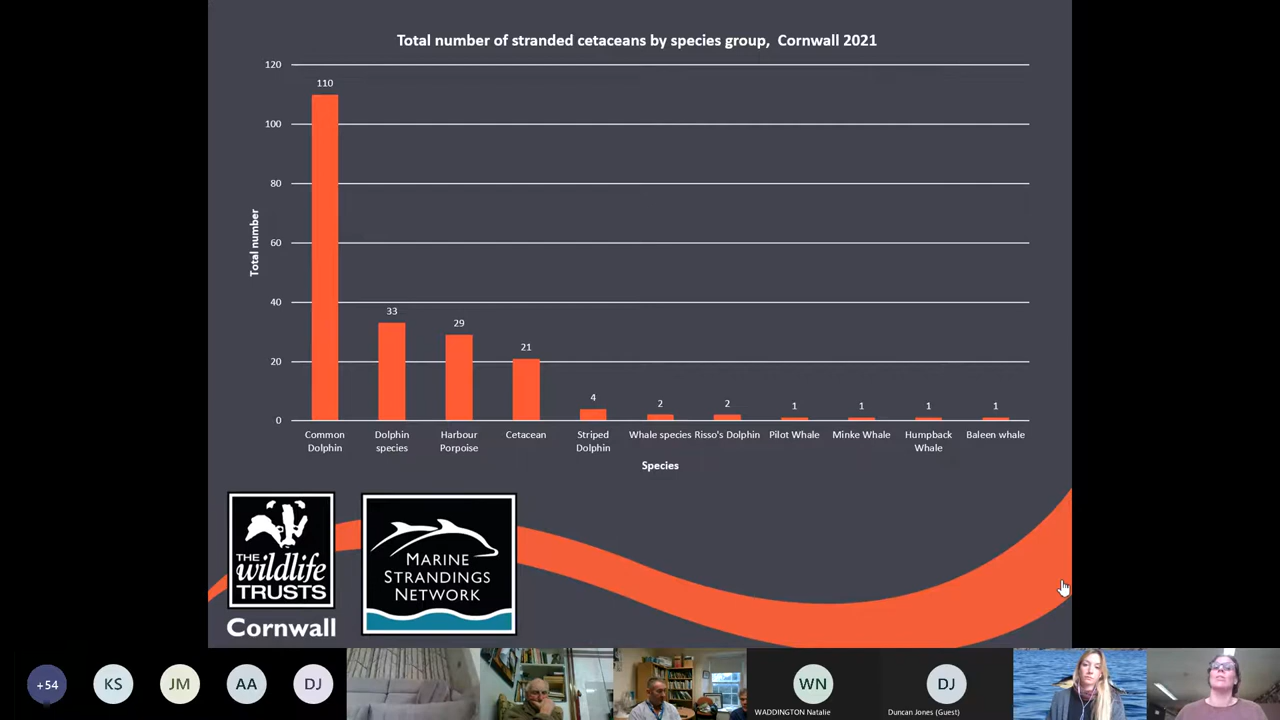 Total number of stranded cetaceans by species group, Cornwall 2021
120
100
80
60
40
20
0
Total number
110
33
29
21
4
2
2
1
1
1
1
Common Dolphin
Dolphin species
Harbour Porpoise
Cetacean
Striped Dolphin
Whale species
Risso's Dolphin
Pilot Whale
Minke Whale
Humpback Whale
Baleen whale
Species
THE
wildlife
TRUSTS
Cornwall
MARINE
STRANDINGS
NETWORK
+54
KS
JM
AA
DJ
WN
WADDINGTON Natalie
DJ
Duncan Jones (Guest)